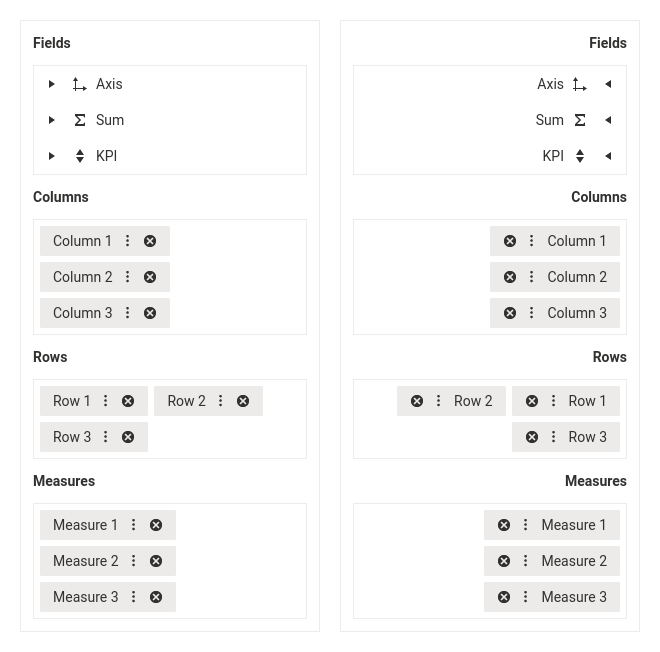 Fields
Axis
Sum
KPI
Columns
Column 1
Column 2
Column 3
Rows
Row 1 Row 2
Row 3
Measures
Measure 1
Measure 2
Measure 3
Fields
Axis
Sum
KPI
Columns
Column 1
Column 2
Column 3
Rows
Row 2 Row 1
Row 3
Measures
Measure 1
Measure 2
Measure 3